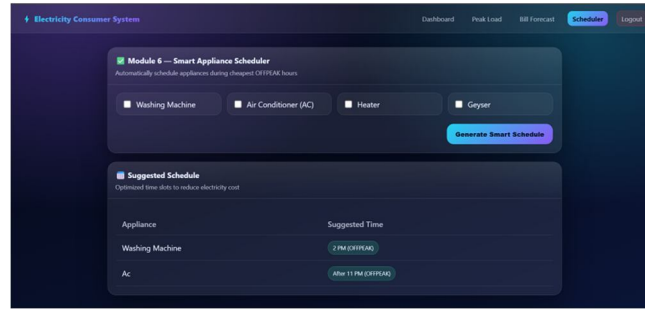 Electricity Consumer System
Dashboard Peak Load Bill Forecast Scheduler Logout
Module 6 — Smart Appliance Scheduler
Automatically schedule appliances during cheapest OFFPEAK hours
Washing Machine Air Conditioner (AC) Heater Geyser
Generate Smart Schedule
Suggested Schedule
Optimized time slots to reduce electricity cost
Appliance Suggested Time
Washing Machine 2 PM (OFFPEAK)
Ac After 11 PM (OFFPEAK)